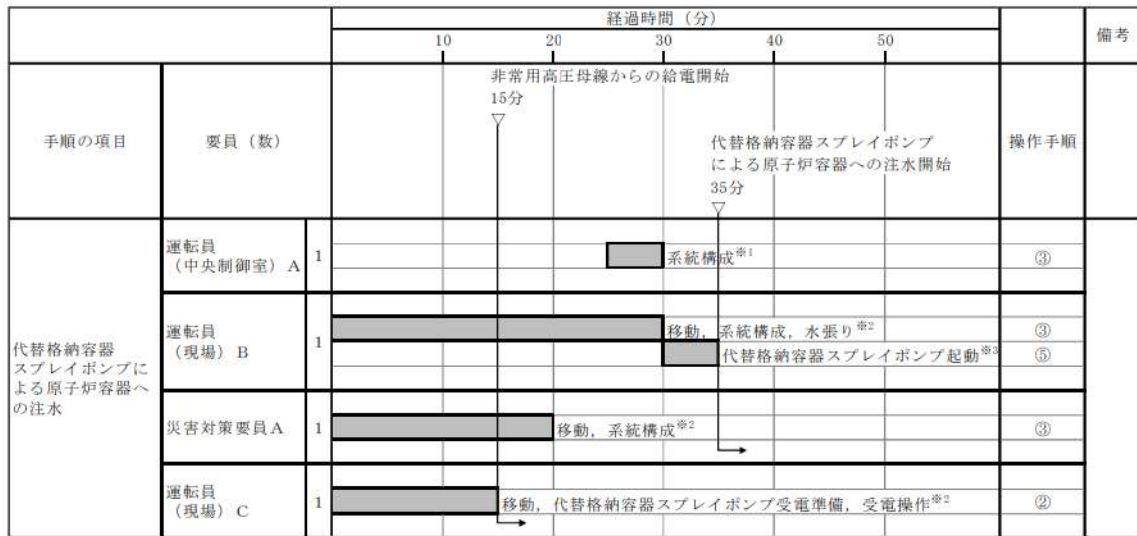 経過時間（分）
備考
10 20 30 40 50
非常用高圧母線からの給電開始
15分
▽
手順の項目
要員（数）
操作手順
代替格納容器スプレイポンプ
による原子炉容器への注水開始
35分
▽
代替格納容器
スプレイポンプに
よる原子炉容器へ
の注水
運転員
（中央制御室）A
1
系統構成※1
③
運転員
（現場）B
1
移動，系統構成，水張り※2
③
代替格納容器スプレイポンプ起動※3
⑤
災害対策要員A
1
移動，系統構成※2
③
運転員
（現場）C
1
移動，代替格納容器スプレイポンプ受電準備，受電操作※2
②